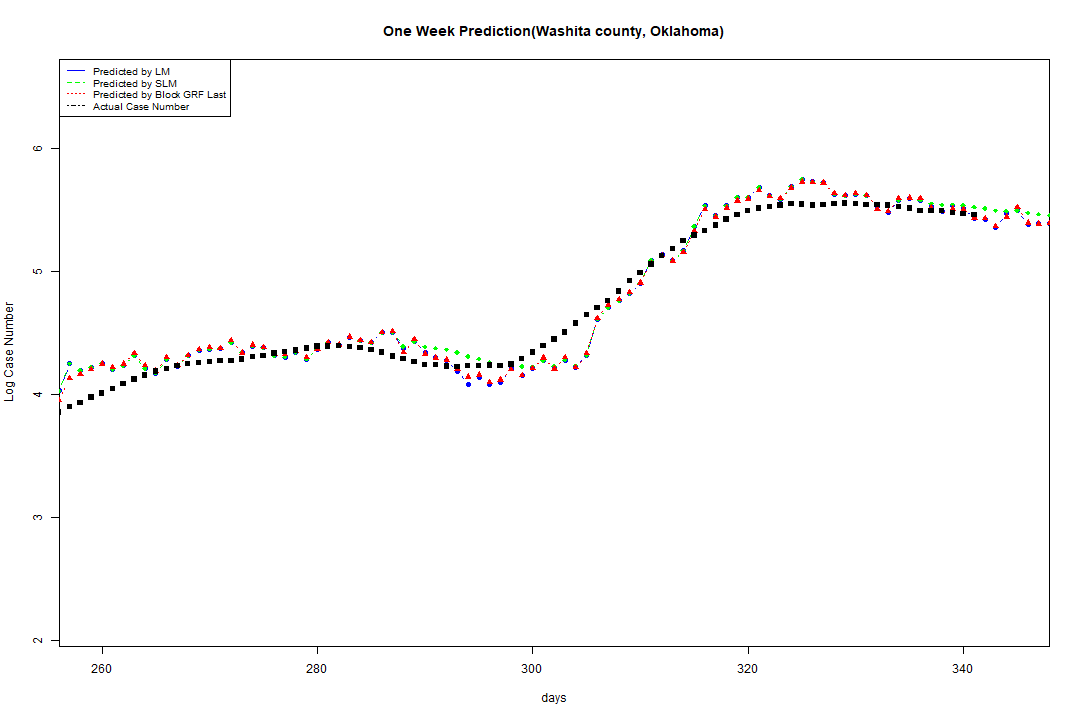 One Week Prediction(Washita county, Oklahoma)
Predicted by LM
Predicted by SLM
Predicted by Block GRF Last
Actual Case Number
6
5
4
3
2
Log Case Number
260 280 300 320 340
days